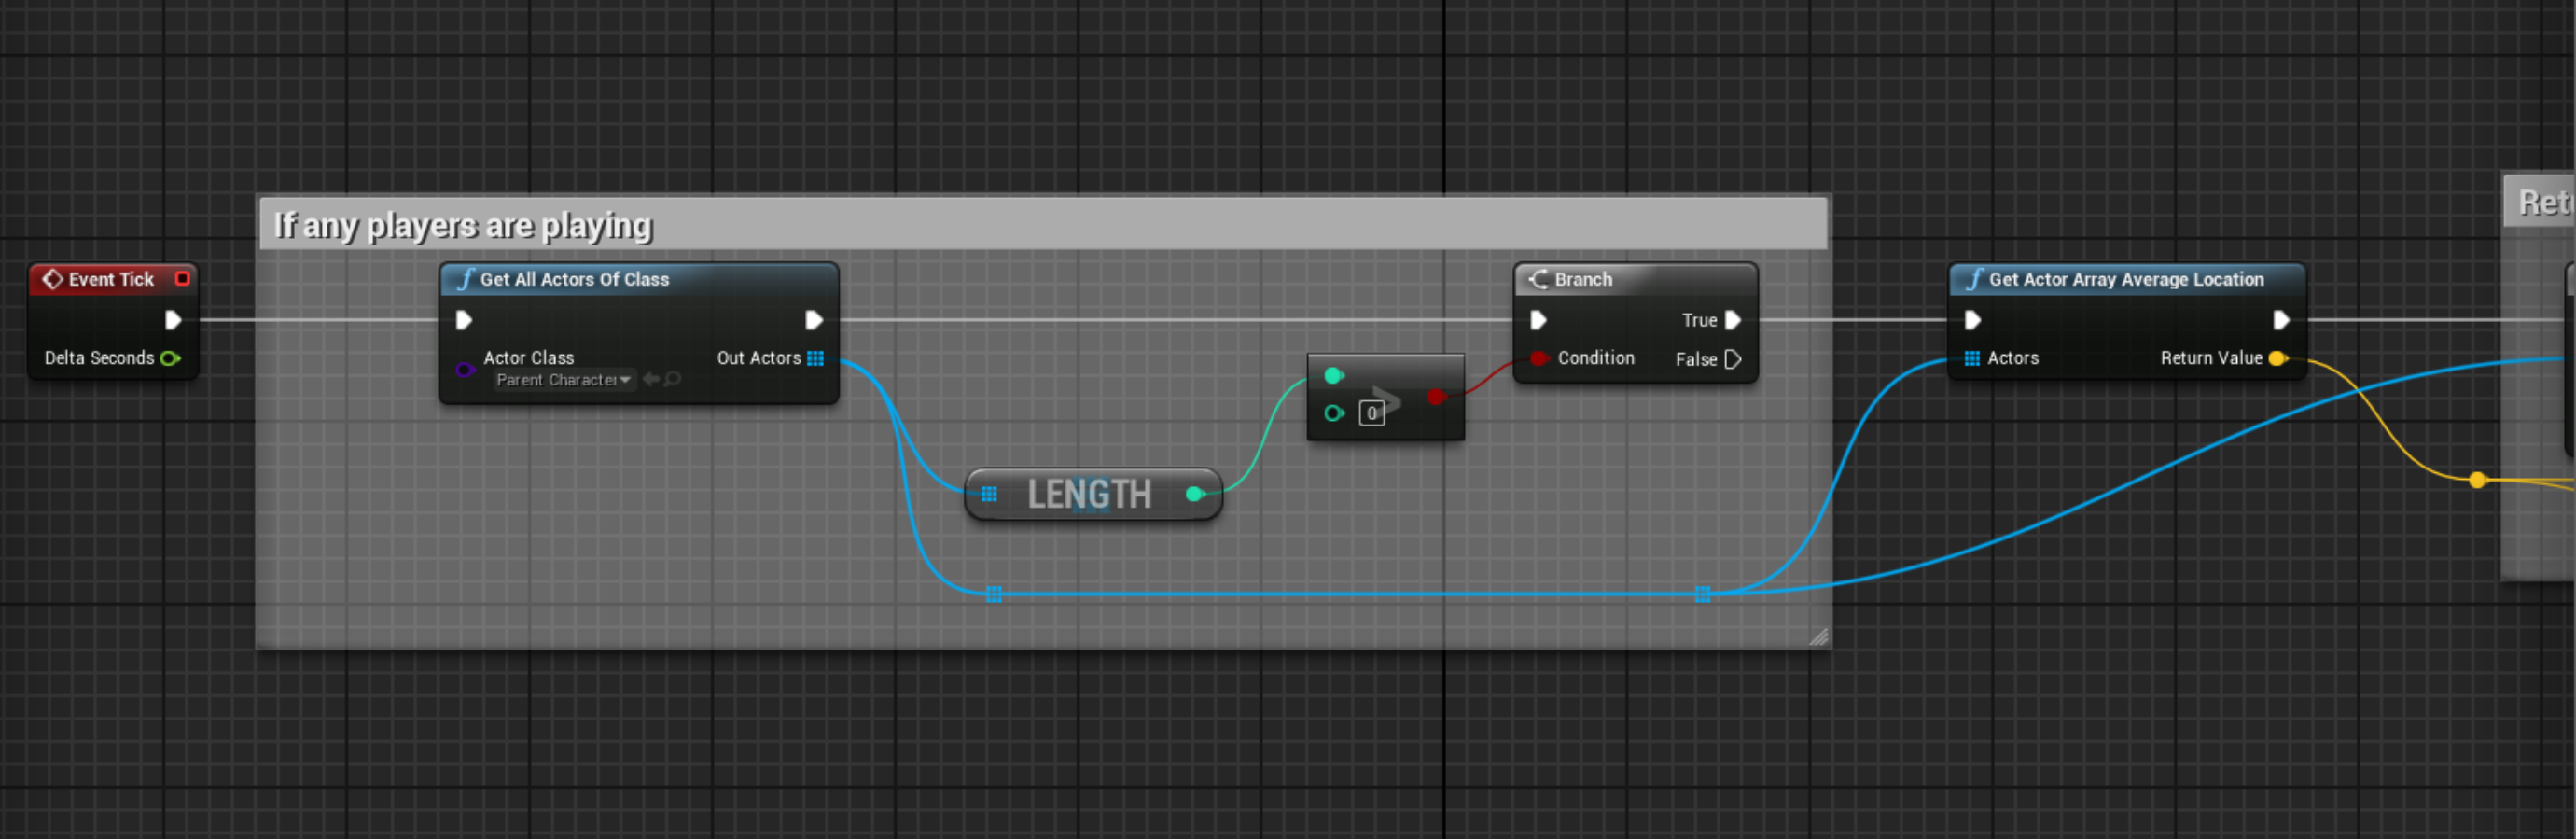 If any players are playing
Ret
Event Tick
Delta Seconds
Get All Actors Of Class
Actor Class
Parent Character
Out Actors
LENGTH
>
0
Branch
True
Condition
False
Get Actor Array Average Location
Actors
Return Value